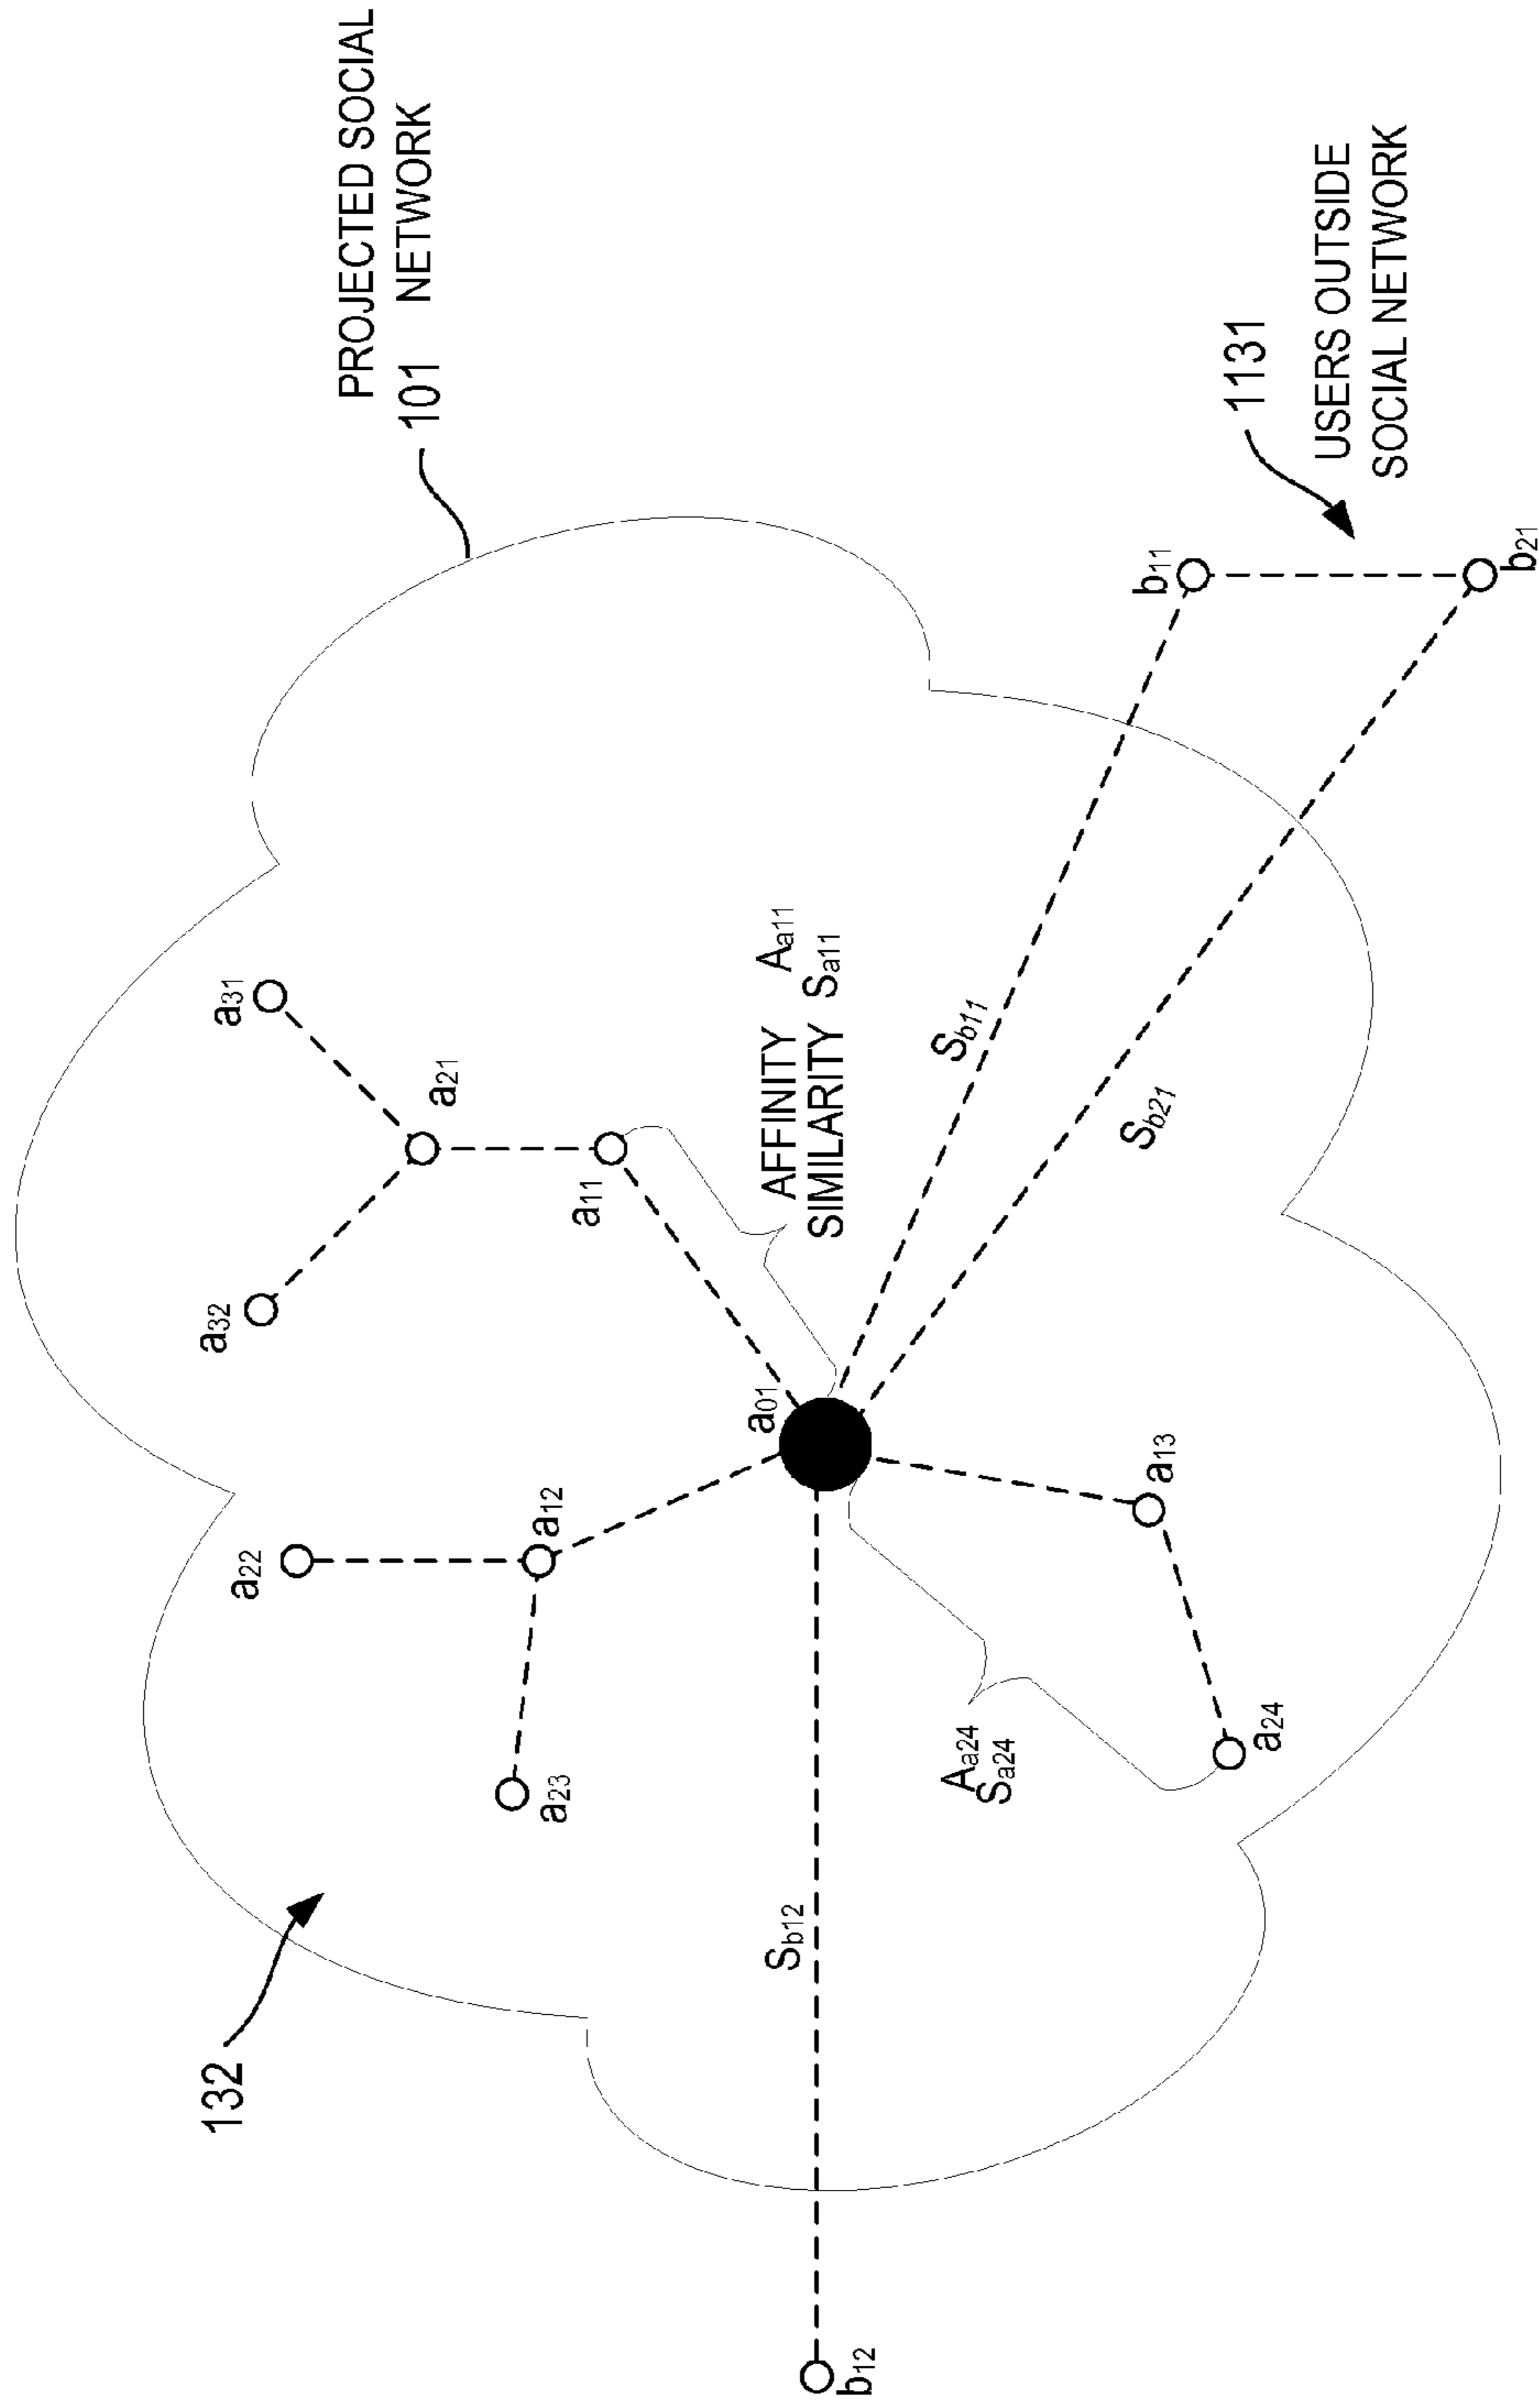 PROJECTED SOCIAL
101 NETWORK
132
a32
a31
a22
a21
a23
a12
a11
a01
AFFINITY Aa11
SIMILARITY Sa11
Sb12
b12
Aa24
Sa24
Sb11
Sb21
a13
a24
b11
b21
1131
USERS OUTSIDE
SOCIAL NETWORK